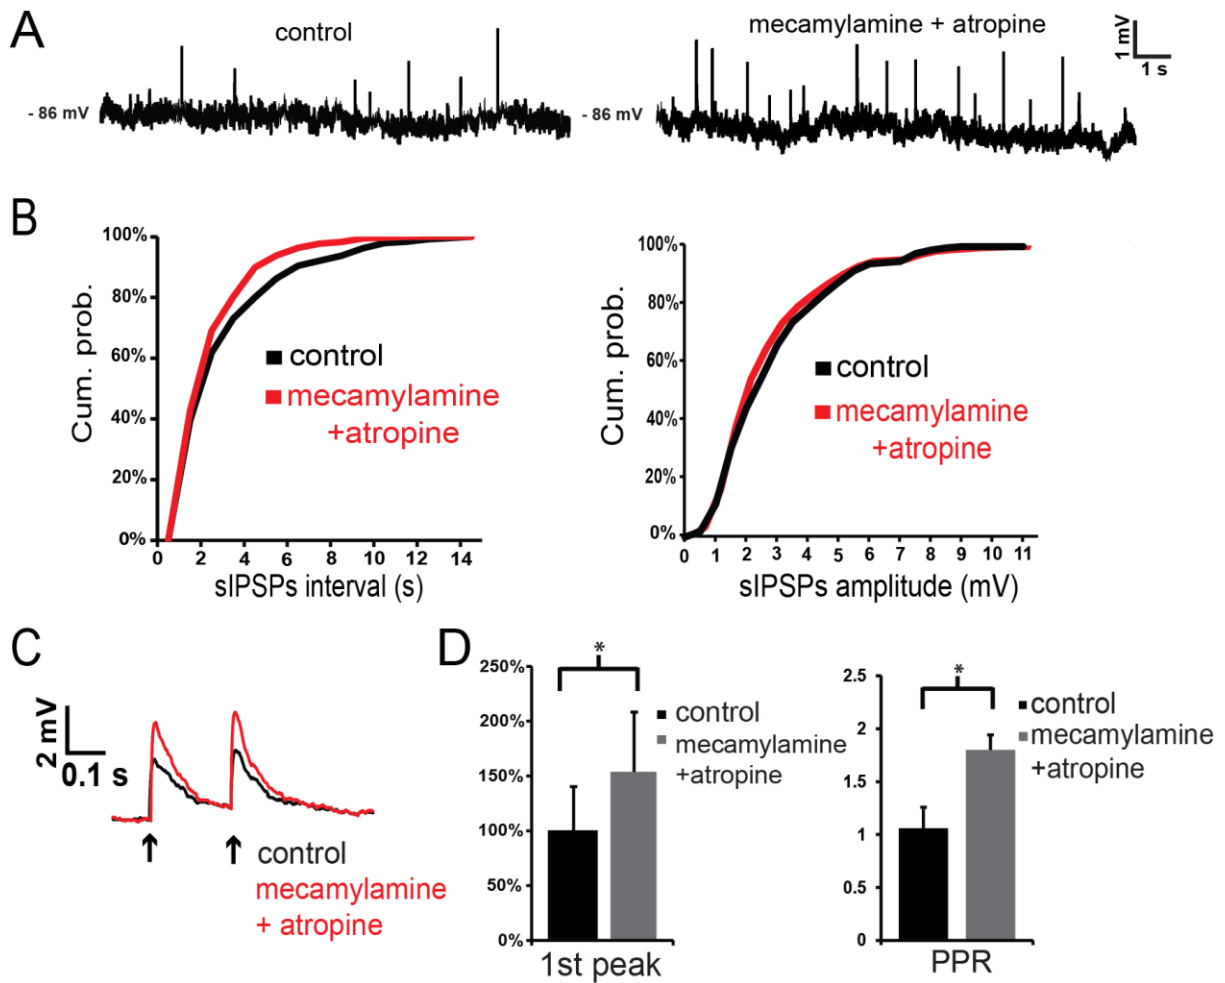 A
control
mecamylamine + atropine
1 mV
1 s
- 86 mV
- 86 mV
B
100%
80%
60%
40%
20%
0%
Cum. prob.
control
mecamylamine
+atropine
0 2 4 6 8 10 12 14
sIPSPs interval (s)
100%
80%
60%
40%
20%
0%
Cum. prob.
control
mecamylamine
+atropine
0 1 2 3 4 5 6 7 8 9 10 11
sIPSPs amplitude (mV)
C
2 mV
0.1 s
control
mecamylamine
+ atropine
D
250%
200%
150%
100%
50%
0%
*
control
mecamylamine
+atropine
1st peak
2.5
2
1.5
1
0.5
0
*
control
mecamylamine
+atropine
PPR